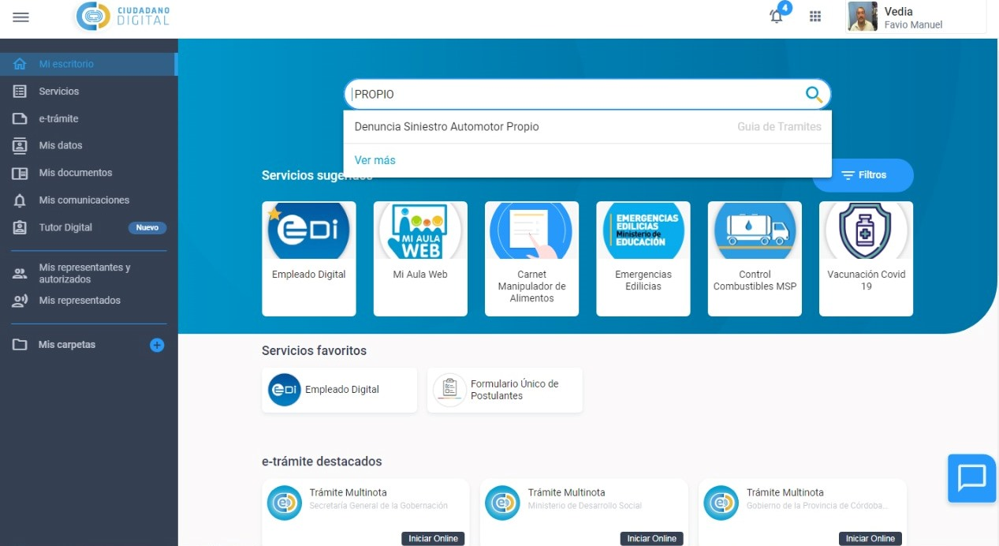 CIUDADANO
DIGITAL
4
Vedia
Favio Manuel
Mi escritorio
Servicios
e-trámite
Mis datos
Mis documentos
Mis comunicaciones
Tutor Digital
Nuevo
Mis representantes y
autorizados
Mis representados
Mis carpetas
PROPIO
Denuncia Siniestro Automotor Propio
Guia de Tramites
Ver más
Servicios sugeridos
Filtros
eDi
Empleado Digital
MI AULA
WEB
Mi Aula Web
Carnet
Manipulador de
Alimentos
EMERGENCIAS
EDILICIAS
Ministerio de
EDUCACIÓN
Emergencias
Edilicias
Control
Combustibles MSP
Vacunación Covid
19
Servicios favoritos
eDi
Empleado Digital
Formulario Único de
Postulantes
e-trámite destacados
Trámite Multinota
Secretaría General de la Gobernación
Iniciar Online
Trámite Multinota
Ministerio de Desarrollo Social
Iniciar Online
Trámite Multinota
Gobierno de la Provincia de Córdoba...
Iniciar Online